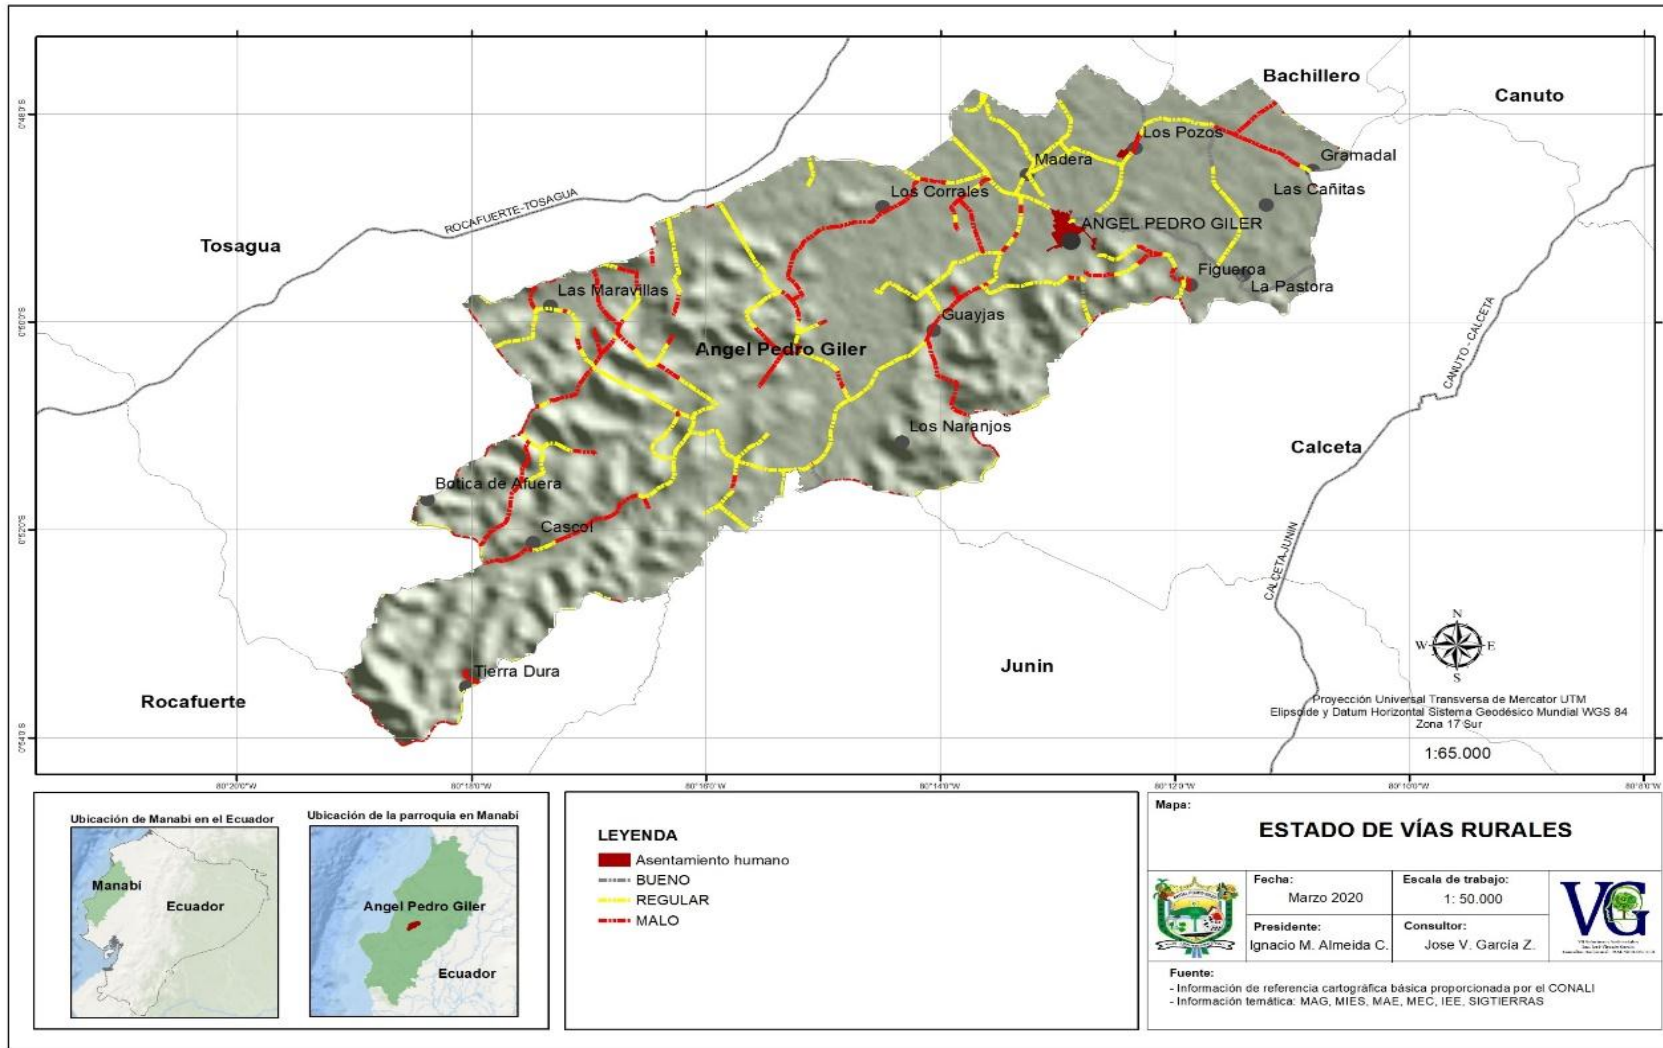 Bachillero
Canuto
Los Pozos
Gramadal
Madera
Las Cañitas
Los Corrales
ROCAFUERTE-TOSAGUA
ANGEL PEDRO GILER
Tosagua
Figueroa
La Pastora
Las Maravillas
Guayjas
CANUTO - CALCETA
Angel Pedro Giler
Los Naranjos
Calceta
Botica de Afuera
Cascol
CALCETA-JUNIN
Tierra Dura
Junin
Rocafuerte
N
W
E
S
Proyección Universal Transversa de Mercator UTM
Elipsoide y Datum Horizontal Sistema Geodésico Mundial WGS 84
Zona 17 Sur
1:65.000
80°20'0"W
80°18'0"W
80°16'0"W
80°14'0"W
80°12'0"W
80°10'0"W
80°8'0"W
Ubicación de Manabi en el Ecuador
Manabí
Ecuador
Ubicación de la parroquia en Manabí
Angel Pedro Giler
Ecuador
LEYENDA
Asentamiento humano
BUENO
REGULAR
MALO
Mapa:
ESTADO DE VÍAS RURALES
Fecha:
Marzo 2020
Escala de trabajo:
1: 50.000
Presidente:
Ignacio M. Almeida C.
Consultor:
Jose V. García Z.
VG
Fuente:
- Información de referencia cartográfica básica proporcionada por el CONALI
- Información temática: MAG, MIES, MAE, MEC, IEE, SIGTIERRAS